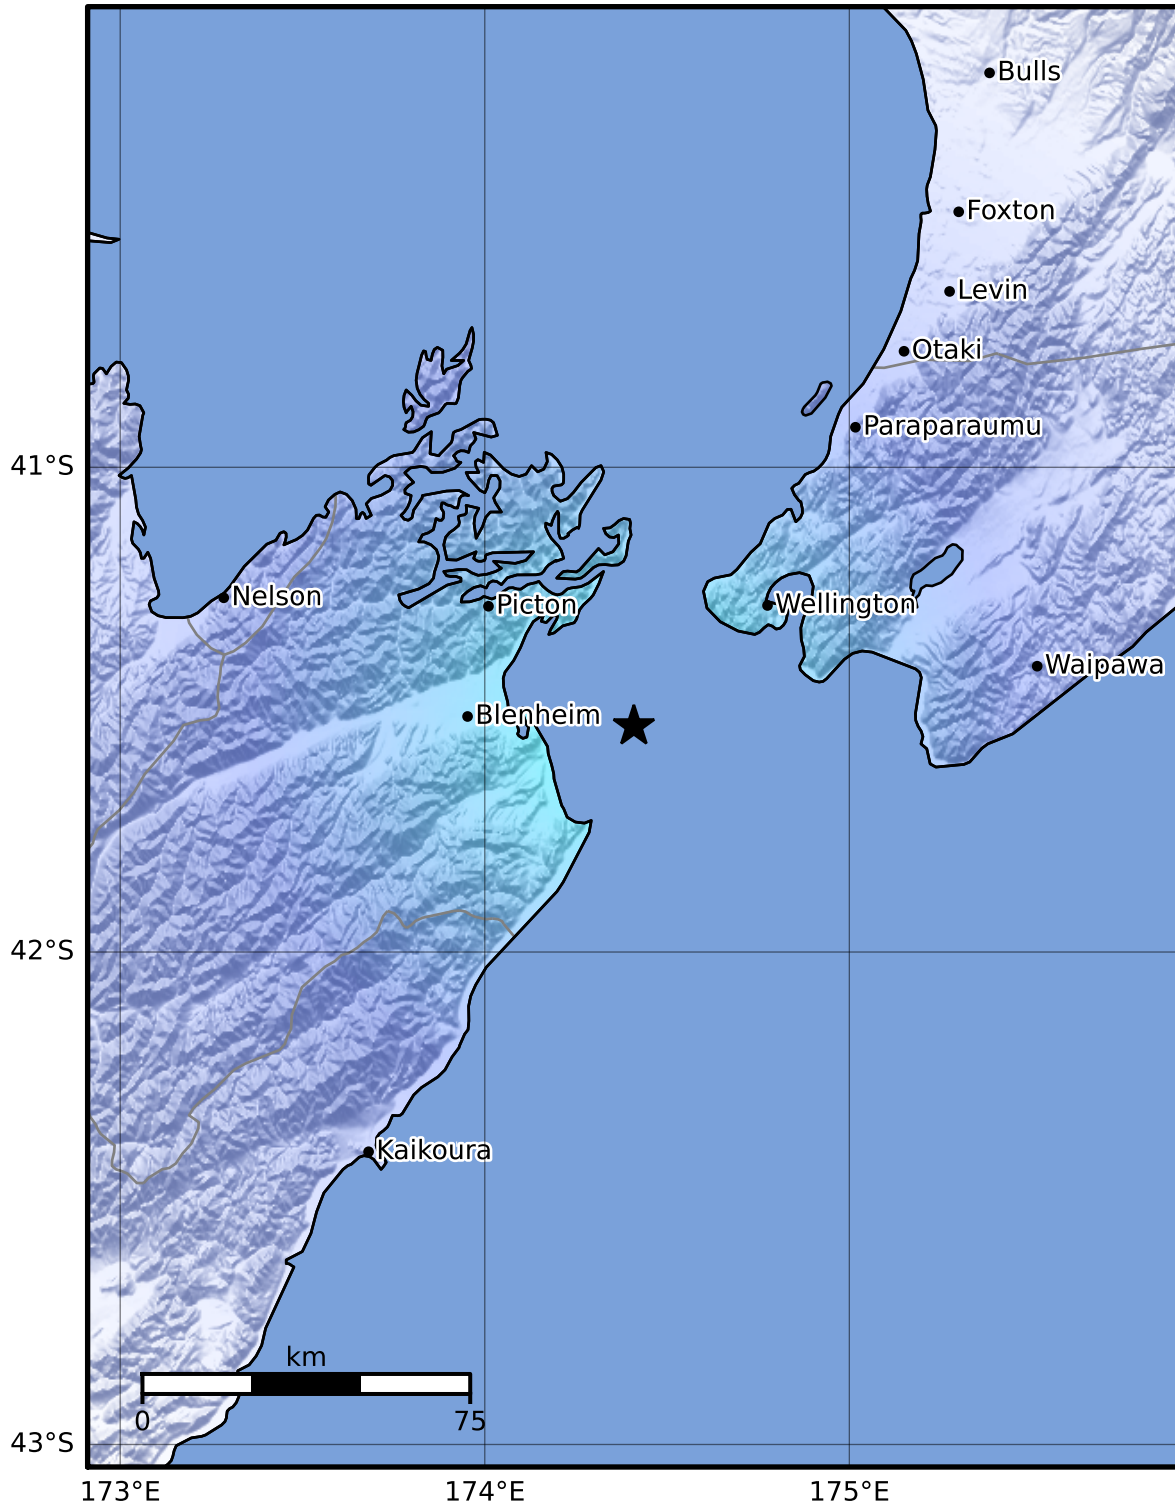 Bulls
Foxton
Levin
Otaki
Paraparaumu
41°S
Nelson
Picton
Wellington
Waipawa
Blenheim
42°S
Kaikoura
km
0
75
43°S
173°E
174°E
175°E